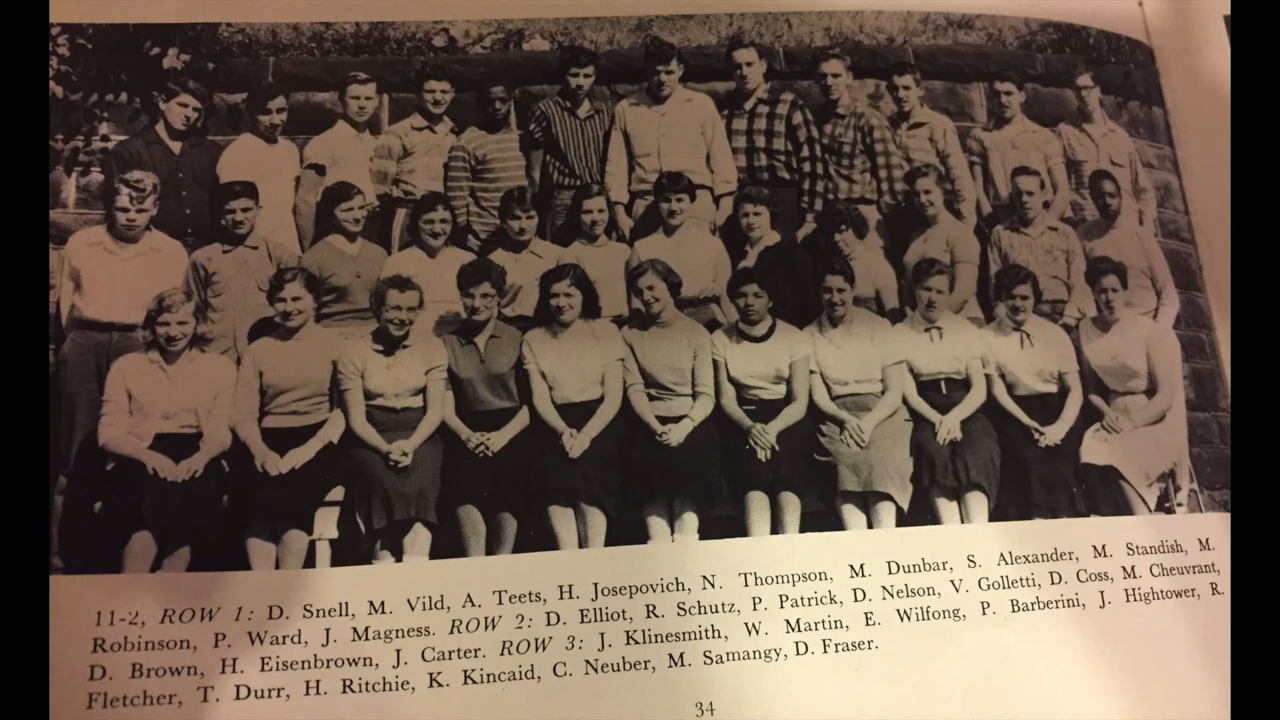 11-2, ROW 1: D. Snell, M. Vild, A. Teets, H. Josepovich, N. Thompson, M. Dunbar, S. Alexander, M. Standish, M.
Robinson, P. Ward, J. Magness. ROW 2: D. Elliot, R. Schutz, P. Patrick, D. Nelson, V. Golletti, D. Coss, M. Cheuvrant,
D. Brown, H. Eisenbrown, J. Carter. ROW 3: J. Klinesmith, W. Martin, E. Wilfong, P. Barberini, J. Hightower, R.
Fletcher, T. Durr, H. Ritchie, K. Kincaid, C. Neuber, M. Samangy, D. Fraser.
34